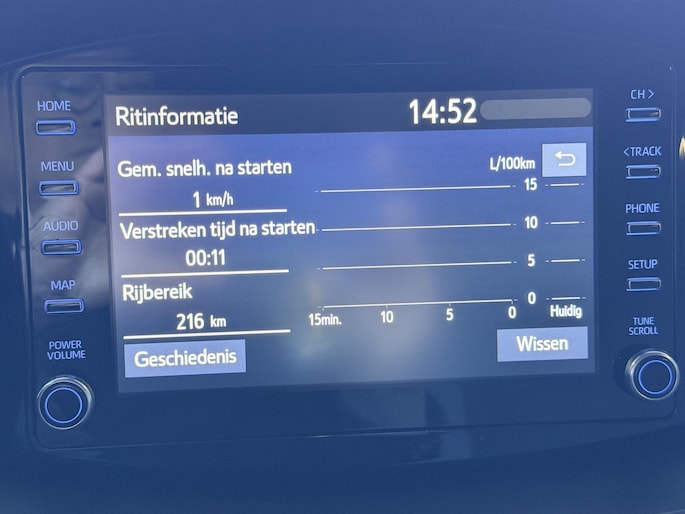 HOME
MENU
AUDIO
MAP
POWER
VOLUME
Ritinformatie 14:52
Gem. snelh. na starten
1 km/h
Verstreken tijd na starten
00:11
Rijbereik
216 km
Geschiedenis
L/100km
15
10
5
0
15min. 10 5 0 Huidig
Wissen
CH >
<TRACK
PHONE
SETUP
TUNE
SCROLL